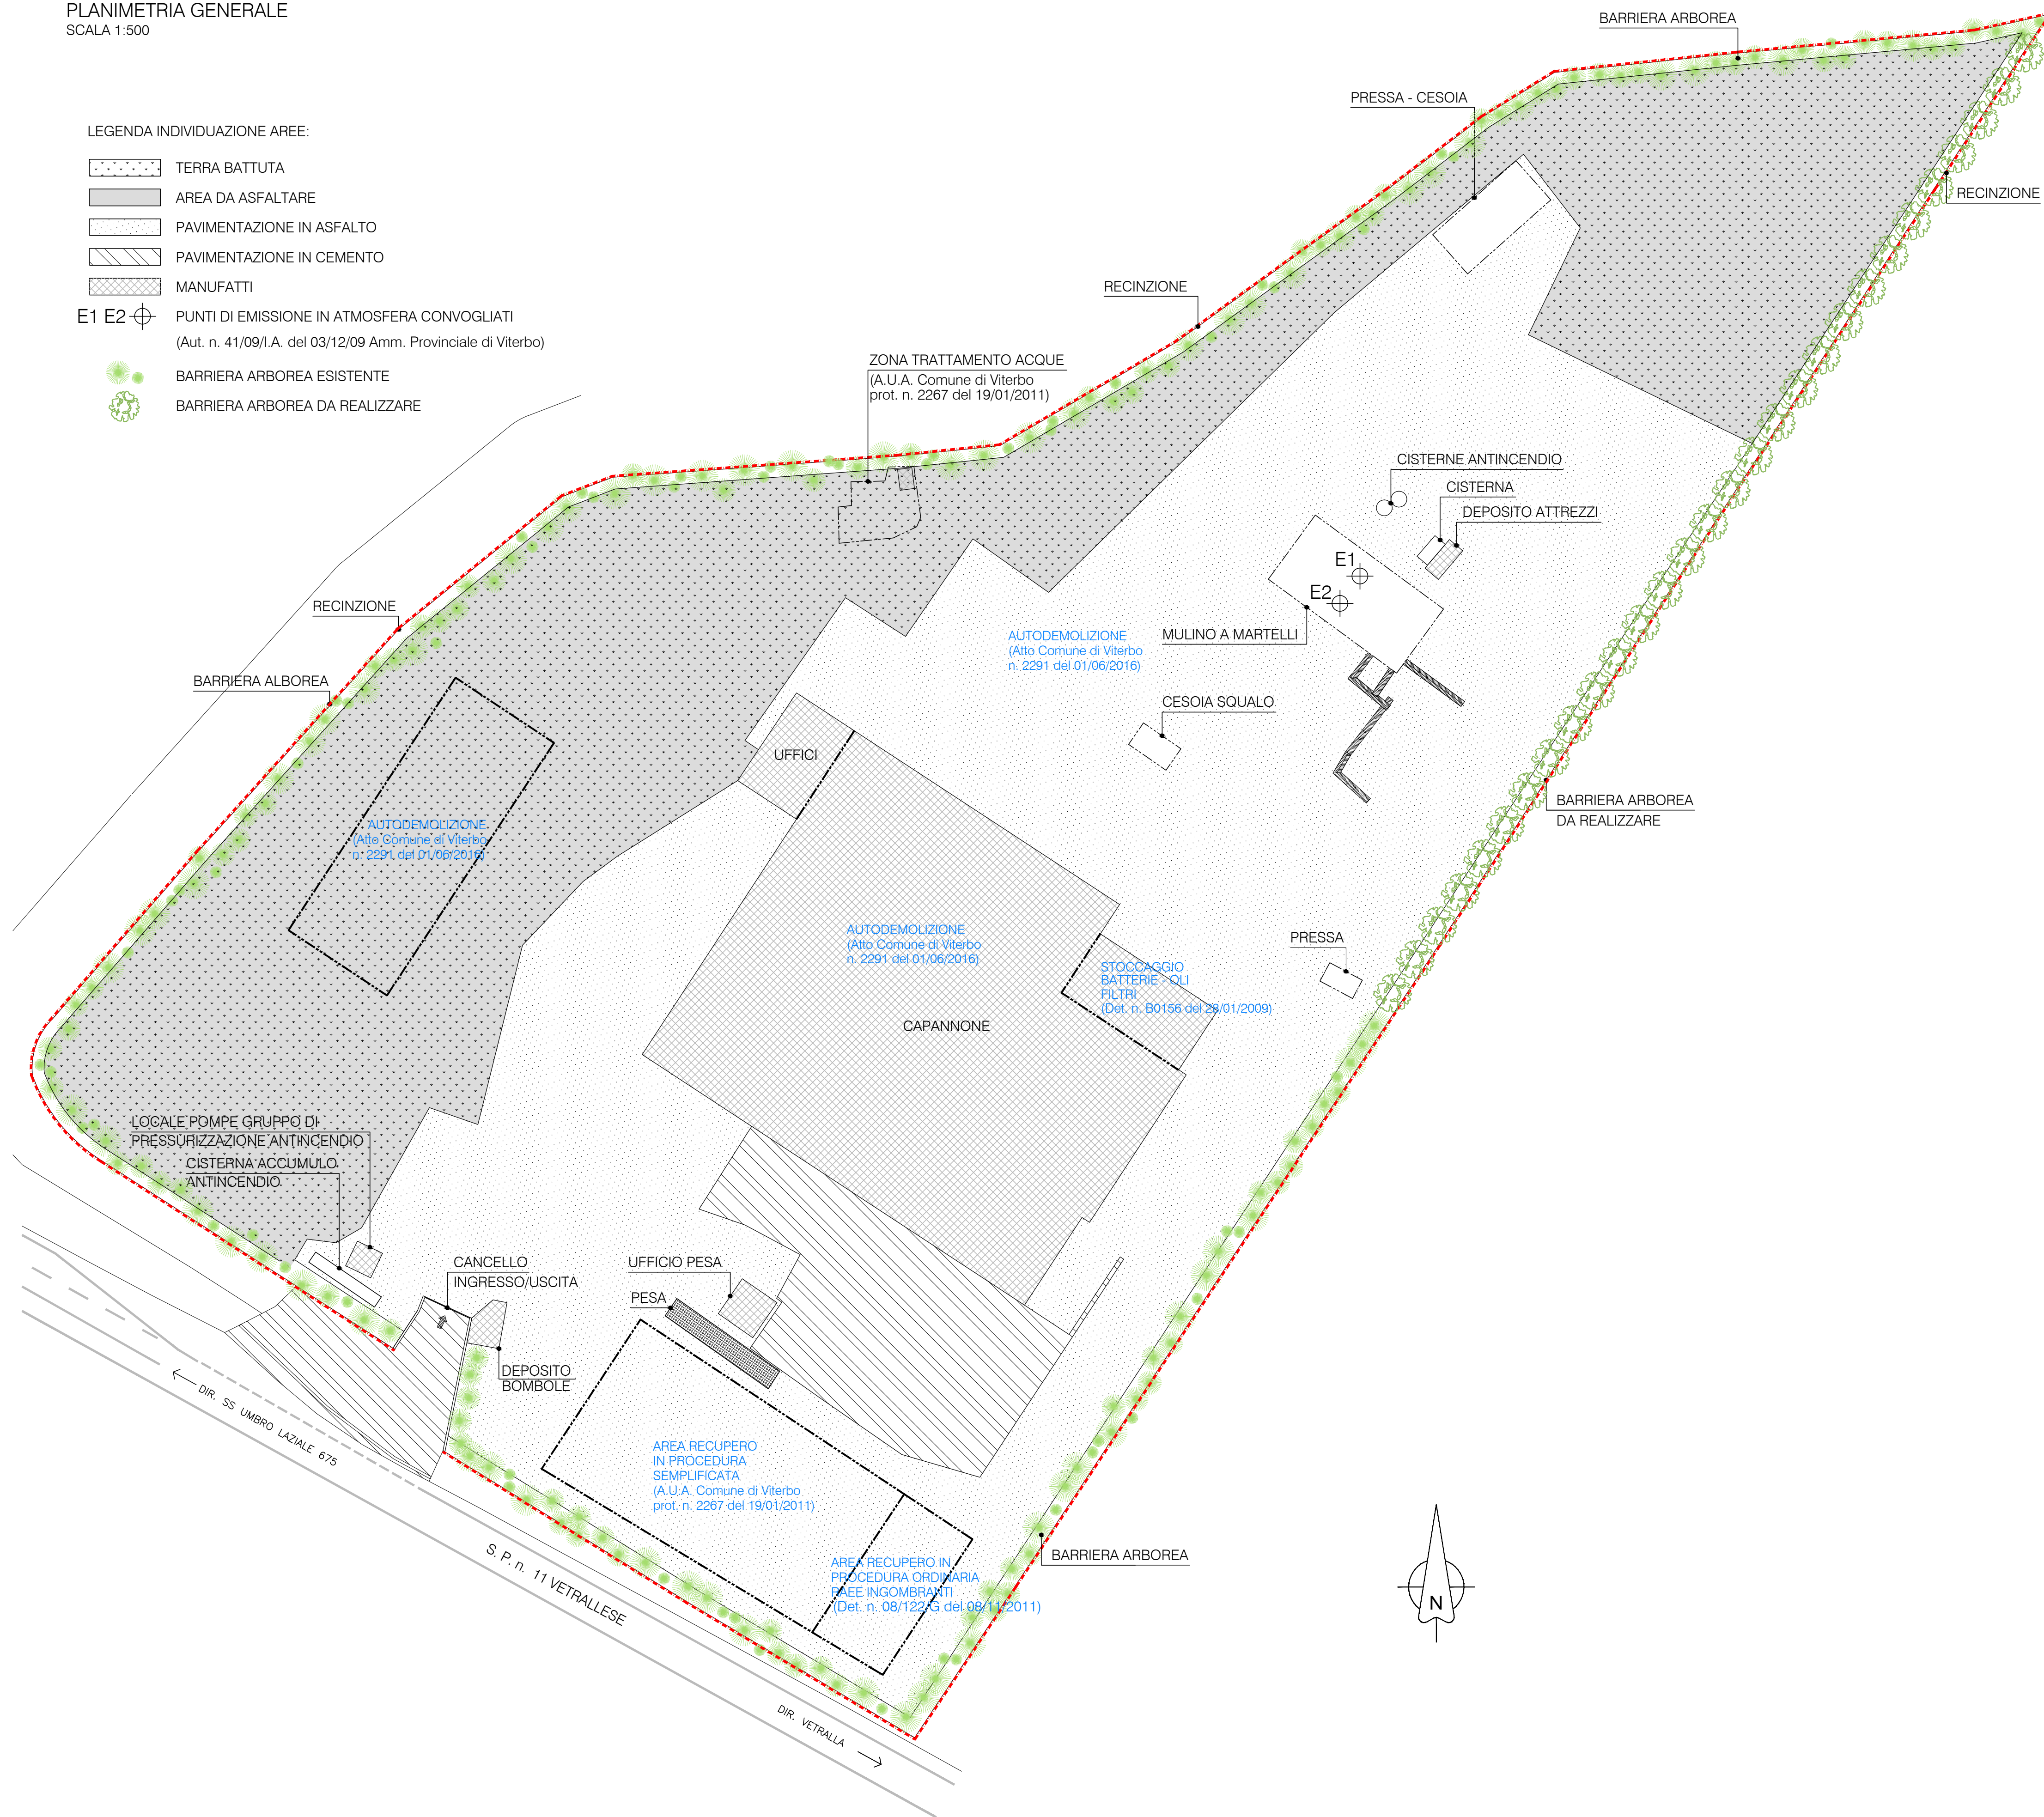 PLANIMETRIA GENERALE
SCALA 1:500
LEGENDA INDIVIDUAZIONE AREE:
TERRA BATTUTA
AREA DA ASFALTARE
PAVIMENTAZIONE IN ASFALTO
PAVIMENTAZIONE IN CEMENTO
MANUFATTI
E1 E2 PUNTI DI EMISSIONE IN ATMOSFERA CONVOGLIATI
(Aut. n. 41/09/I.A. del 03/12/09 Amm. Provinciale di Viterbo)
BARRIERA ARBOREA ESISTENTE
BARRIERA ARBOREA DA REALIZZARE
BARRIERA ARBOREA
PRESSA - CESOIA
RECINZIONE
RECINZIONE
ZONA TRATTAMENTO ACQUE
(A.U.A. Comune di Viterbo
prot. n. 2267 del 19/01/2011)
CISTERNE ANTINCENDIO
CISTERNA
DEPOSITO ATTREZZI
E1
E2
RECINZIONE
MULINO A MARTELLI
AUTODEMOLIZIONE
(Atto Comune di Viterbo
n. 2291 del 01/06/2016)
BARRIERA ALBOREA
CESOIA SQUALO
UFFICI
BARRIERA ARBOREA
DA REALIZZARE
AUTODEMOLIZIONE
(Atto Comune di Viterbo
n. 2291 del 01/06/2016)
AUTODEMOLIZIONE
(Atto Comune di Viterbo
n. 2291 del 01/06/2016)
PRESSA
STOCCAGGIO
BATTERIE - OLI
FILTRI
(Det. n. B0156 del 28/01/2009)
CAPANNONE
LOCALE POMPE GRUPPO DI
PRESSURIZZAZIONE ANTINCENDIO
CISTERNA ACCUMULO
ANTINCENDIO
CANCELLO
INGRESSO/USCITA
UFFICIO PESA
PESA
DEPOSITO
BOMBOLE
DIR. SS UMBRO LAZIALE 675
AREA RECUPERO
IN PROCEDURA
SEMPLIFICATA
(A.U.A. Comune di Viterbo
prot. n. 2267 del 19/01/2011)
S. P. n. 11 VETRALLESE
AREA RECUPERO IN
PROCEDURA ORDINARIA
RAEE INGOMBRANTI
(Det. n. 08/122/G del 08/11/2011)
BARRIERA ARBOREA
N
DIR. VETRALLA